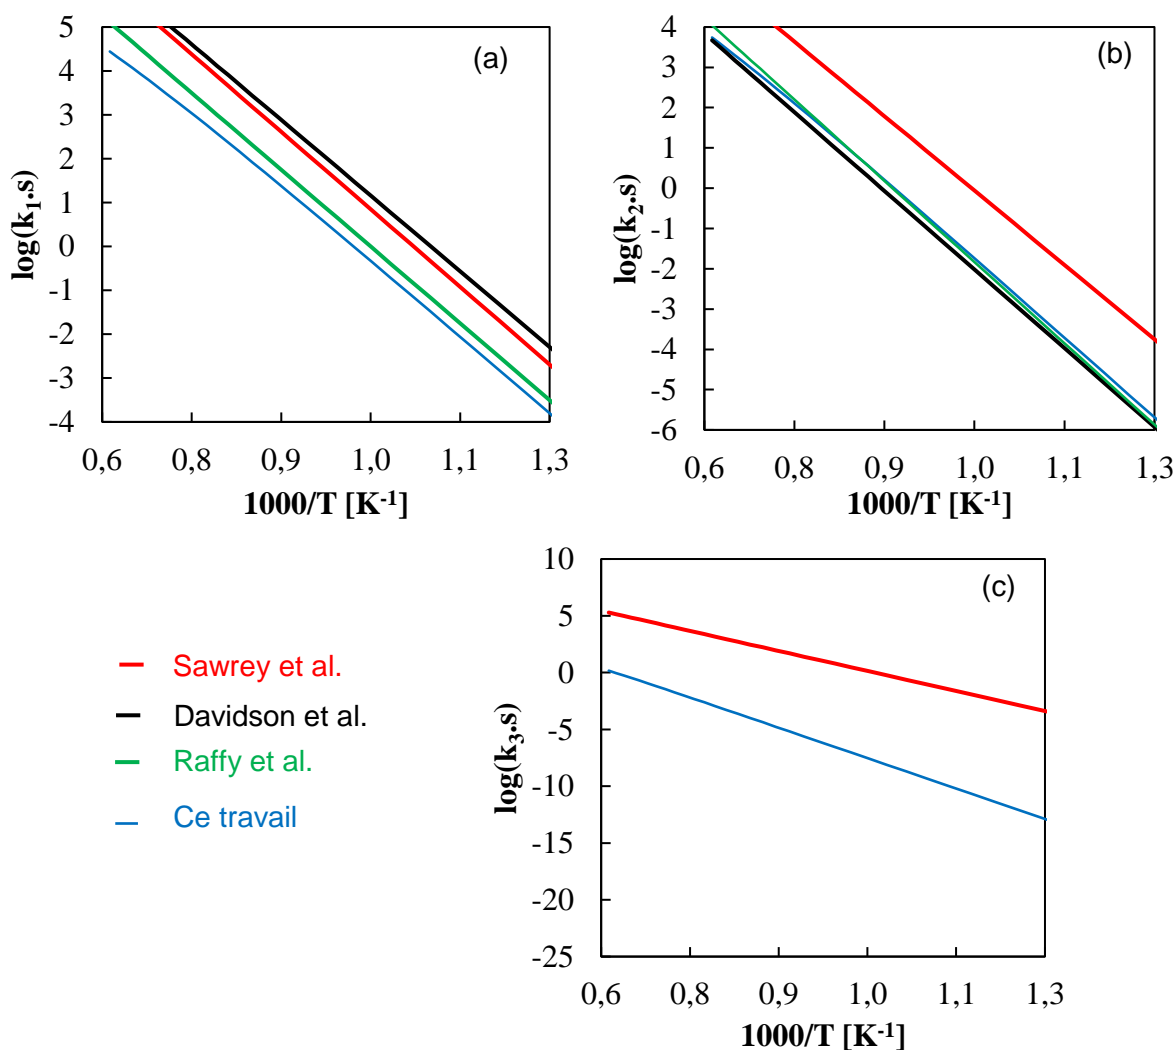 (a)
5
4
3
2
1
0
-1
-2
-3
-4
log(k1.s)
0,6 0,8 0,9 1,0 1,1 1,3
1000/T [K-1]
(b)
4
3
2
1
0
-1
-2
-3
-4
-5
-6
log(k2.s)
0,6 0,8 0,9 1,0 1,1 1,3
1000/T [K-1]
Sawrey et al.
Davidson et al.
Raffy et al.
Ce travail
(c)
10
5
0
-5
-10
-15
-20
-25
log(k3.s)
0,6 0,8 0,9 1,0 1,1 1,3
1000/T [K-1]